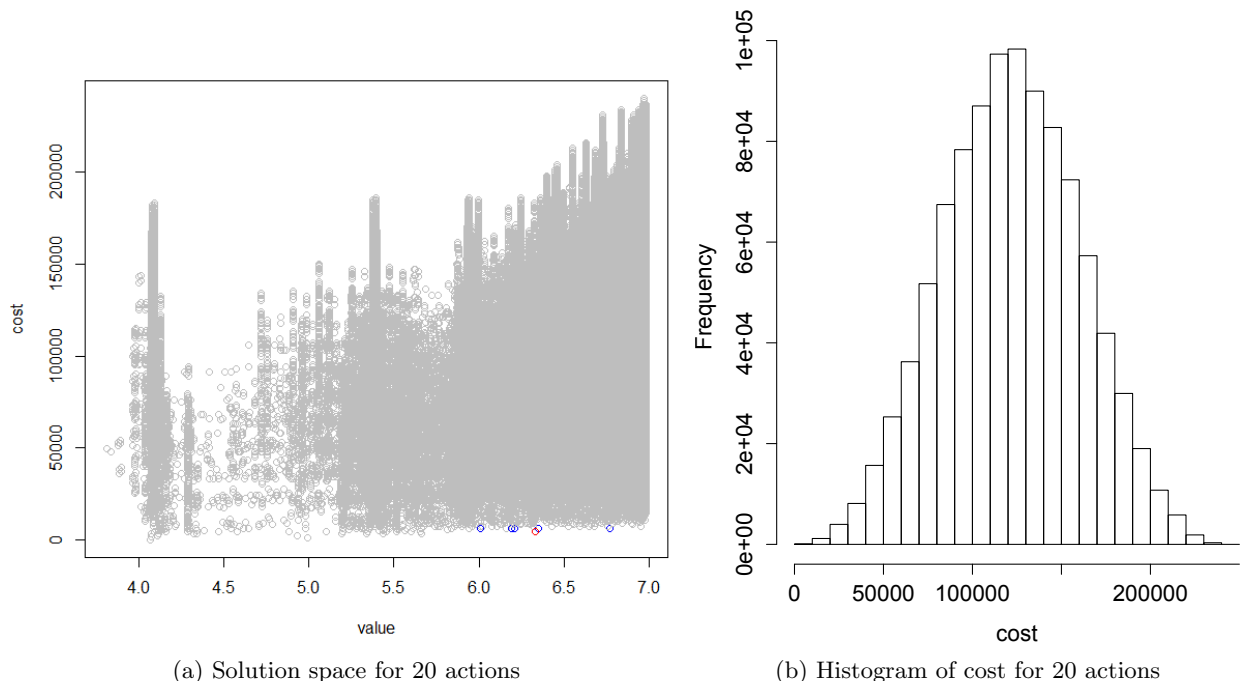 200000
150000
100000
50000
0
cost
4.0 4.5 5.0 5.5 6.0 6.5 7.0
value
(a) Solution space for 20 actions
1e+05
8e+04
6e+04
4e+04
2e+04
0e+00
Frequency
0 50000 100000 200000
cost
(b) Histogram of cost for 20 actions